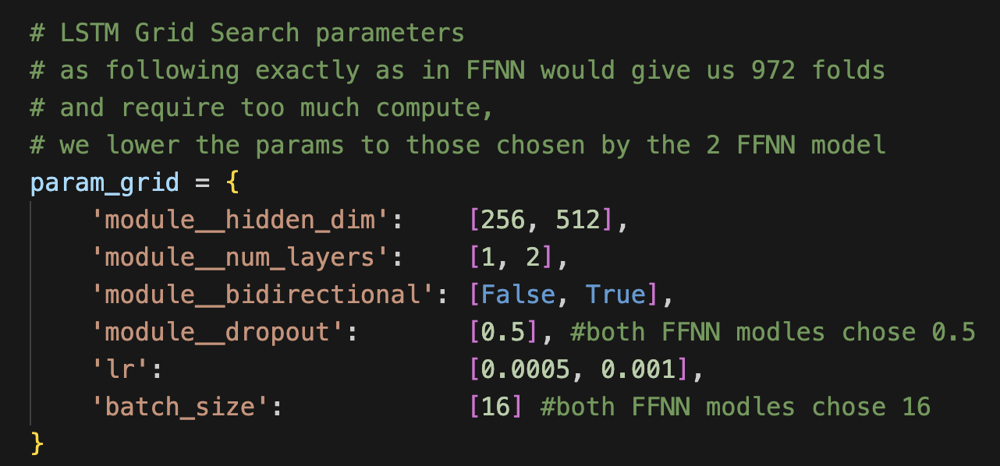 # LSTM Grid Search parameters
# as following exactly as in FFNN would give us 972 folds
# and require too much compute,
# we lower the params to those chosen by the 2 FFNN model
param_grid = {
    'module__hidden_dim':    [256, 512],
    'module__num_layers':    [1, 2],
    'module__bidirectional': [False, True],
    'module__dropout':       [0.5], #both FFNN modles chose 0.5
    'lr':                    [0.0005, 0.001],
    'batch_size':            [16] #both FFNN modles chose 16
}